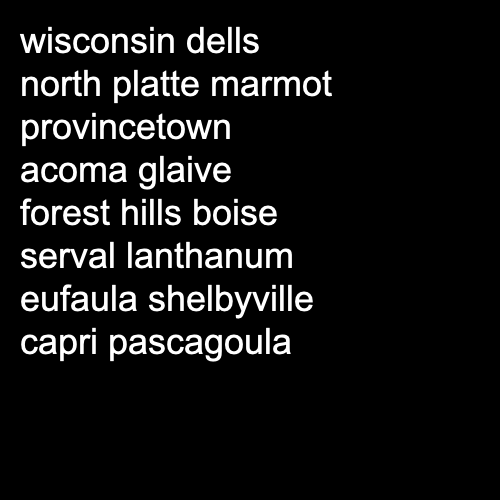 wisconsin dells
north platte marmot
provincetown
acoma glaive
forest hills boise
serval lanthanum
eufaula shelbyville
capri pascagoula